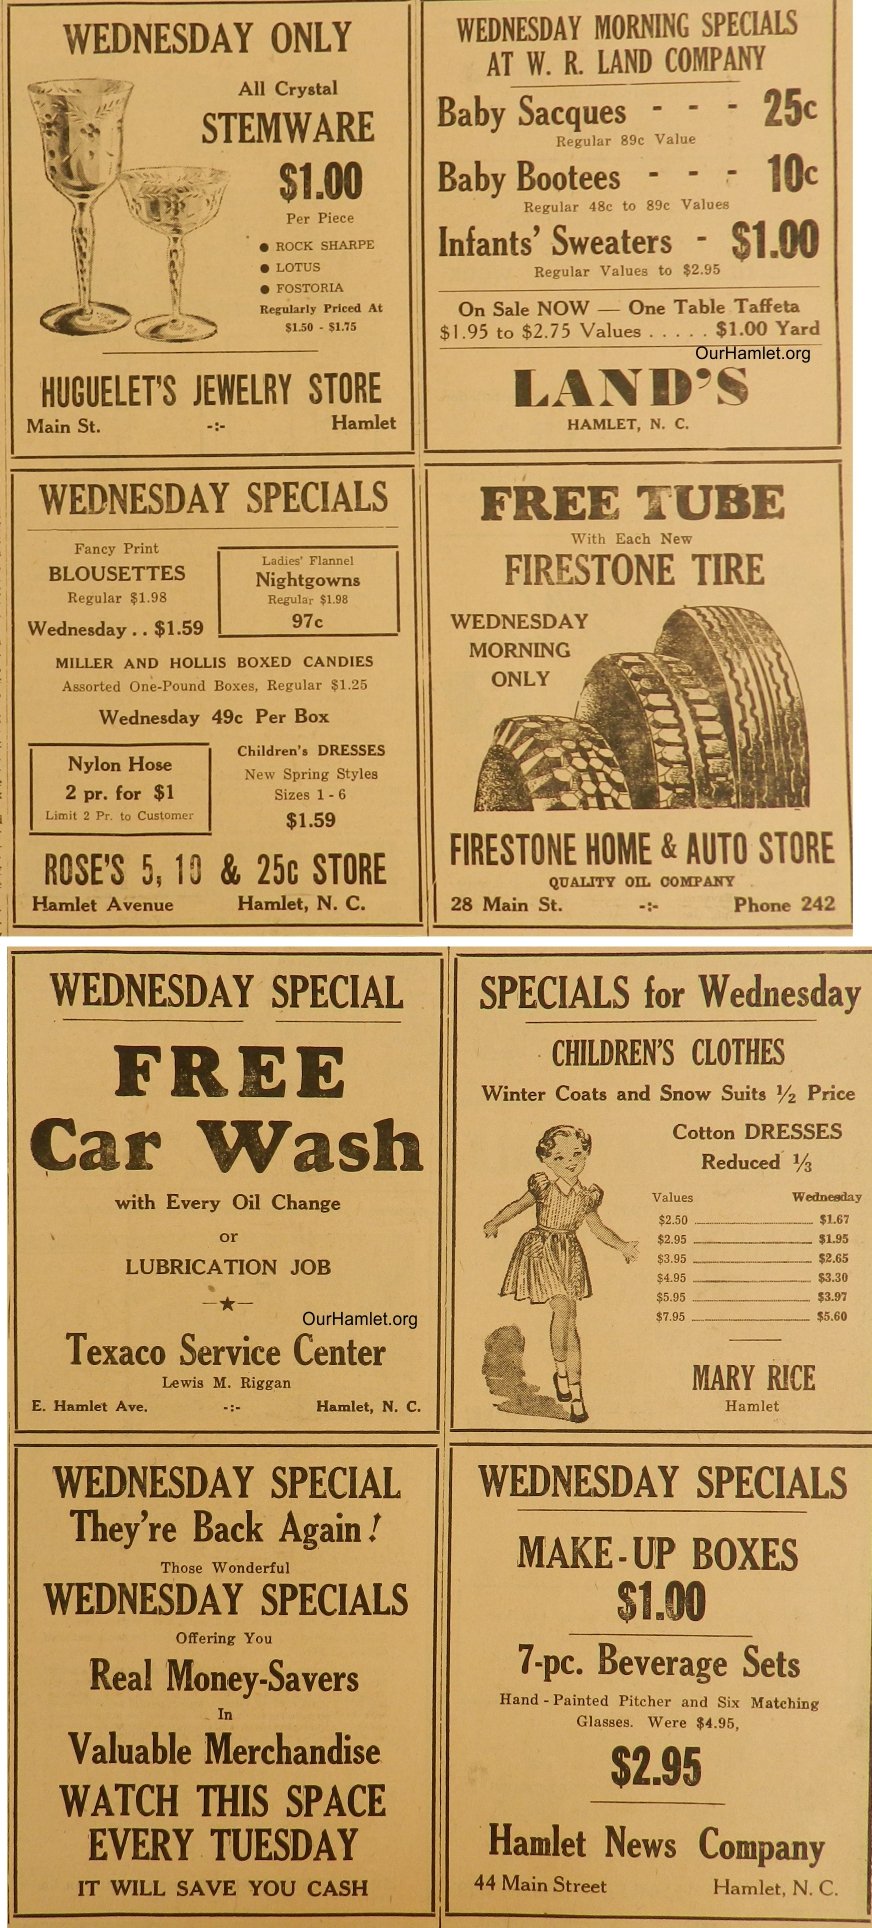 WEDNESDAY ONLY
All Crystal
STEMWARE
$1.00
Per Piece
● ROCK SHARPE
● LOTUS
● FOSTORIA
Regularly Priced At
$1.50 - $1.75
HUGUELET'S JEWELRY STORE
Main St. -:- Hamlet
WEDNESDAY MORNING SPECIALS
AT W. R. LAND COMPANY
Baby Sacques - - - 25c
Regular 89c Value
Baby Bootees - - - 10c
Regular 48c to 89c Values
Infants' Sweaters - $1.00
Regular Values to $2.95
On Sale NOW — One Table Taffeta
$1.95 to $2.75 Values . . . . . $1.00 Yard
OurHamlet.org
LAND'S
HAMLET, N. C.
WEDNESDAY SPECIALS
Fancy Print
BLOUSETTES
Regular $1.98
Wednesday . . $1.59
Ladies' Flannel
Nightgowns
Regular $1.98
97c
MILLER AND HOLLIS BOXED CANDIES
Assorted One-Pound Boxes, Regular $1.25
Wednesday 49c Per Box
Nylon Hose
2 pr. for $1
Limit 2 Pr. to Customer
Children's DRESSES
New Spring Styles
Sizes 1 - 6
$1.59
ROSE'S 5, 10 & 25c STORE
Hamlet Avenue Hamlet, N. C.
FREE TUBE
With Each New
FIRESTONE TIRE
WEDNESDAY
MORNING
ONLY
FIRESTONE HOME & AUTO STORE
QUALITY OIL COMPANY
28 Main St. -:- Phone 242
WEDNESDAY SPECIAL
FREE
Car Wash
with Every Oil Change
or
LUBRICATION JOB
—★—
OurHamlet.org
Texaco Service Center
Lewis M. Riggan
E. Hamlet Ave. -:- Hamlet, N. C.
SPECIALS for Wednesday
CHILDREN'S CLOTHES
Winter Coats and Snow Suits ½ Price
Cotton DRESSES
Reduced ⅓
Values Wednesday
$2.50 ........ $1.67
$2.95 ........ $1.95
$3.95 ........ $2.65
$4.95 ........ $3.30
$5.95 ........ $3.97
$7.95 ........ $5.60
MARY RICE
Hamlet
WEDNESDAY SPECIAL
They're Back Again!
Those Wonderful
WEDNESDAY SPECIALS
Offering You
Real Money-Savers
In
Valuable Merchandise
WATCH THIS SPACE
EVERY TUESDAY
IT WILL SAVE YOU CASH
WEDNESDAY SPECIALS
MAKE-UP BOXES
$1.00
7-pc. Beverage Sets
Hand-Painted Pitcher and Six Matching
Glasses. Were $4.95,
$2.95
Hamlet News Company
44 Main Street Hamlet, N. C.